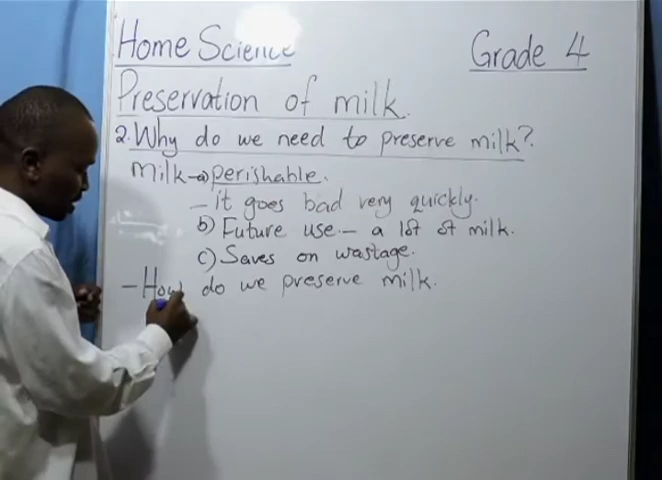 Home Science Grade 4
Preservation of milk.
2. Why do we need to preserve milk?
Milk → a) perishable.
- it goes bad very quickly.
b) Future use - a lot of milk.
c) Saves on wastage.
- How do we preserve milk.